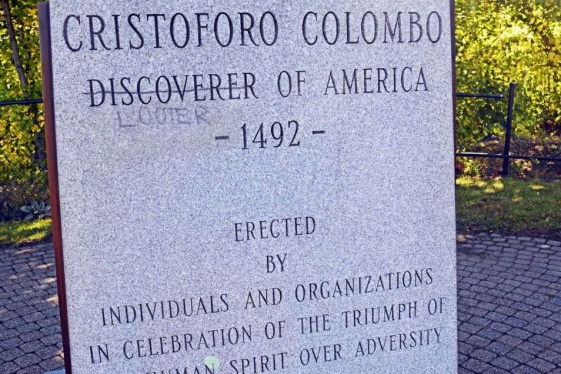 CRISTOFORO COLOMBO
DISCOVERER OF AMERICA
LOOTER
- 1492 -
ERECTED
BY
INDIVIDUALS AND ORGANIZATIONS
IN CELEBRATION OF THE TRIUMPH OF
HUMAN SPIRIT OVER ADVERSITY